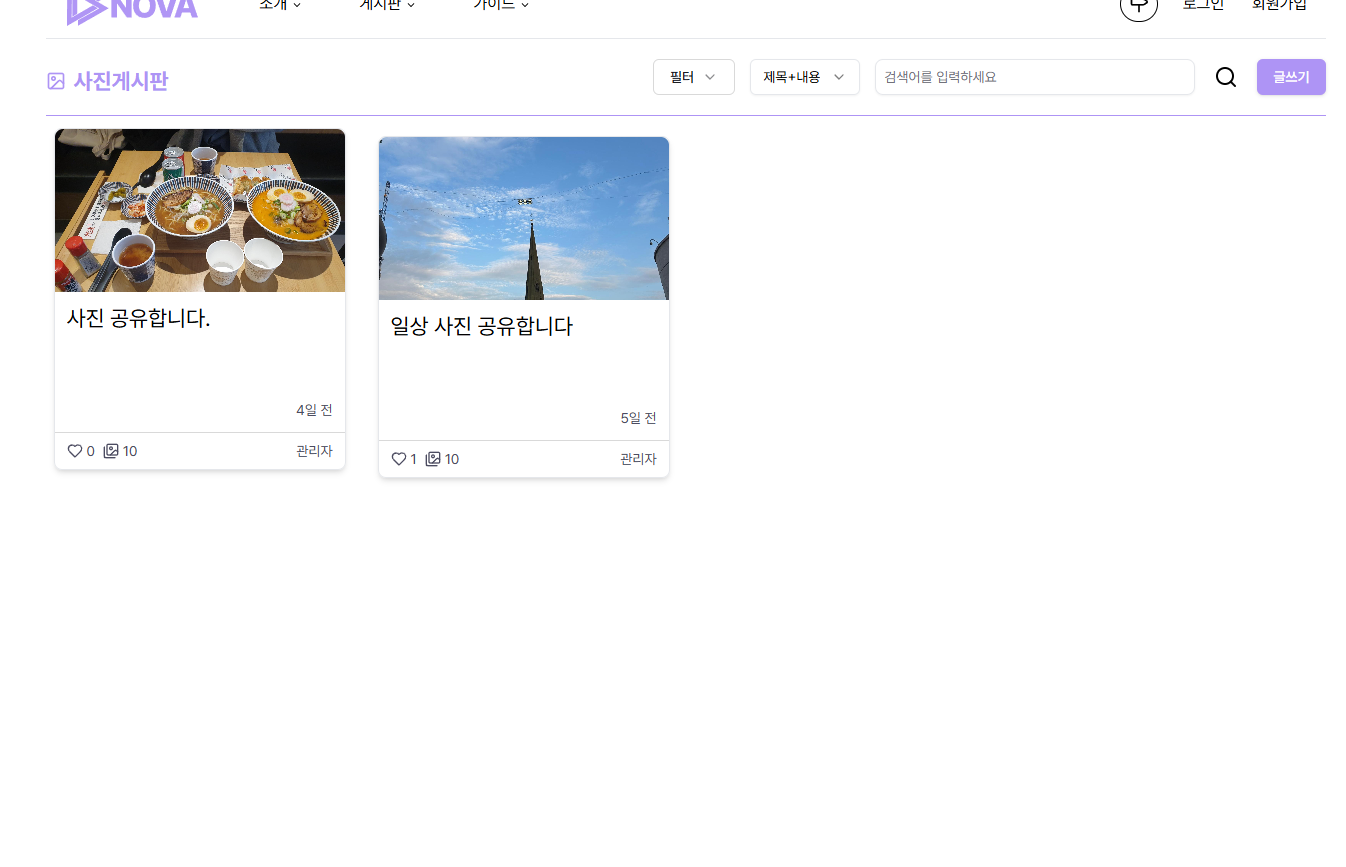 NOVA 소개 게시판 가이드 로그인 회원가입
사진게시판 필터 제목+내용 검색어를 입력하세요 글쓰기
사진 공유합니다.
4일 전
0 10 관리자
일상 사진 공유합니다
5일 전
1 10 관리자